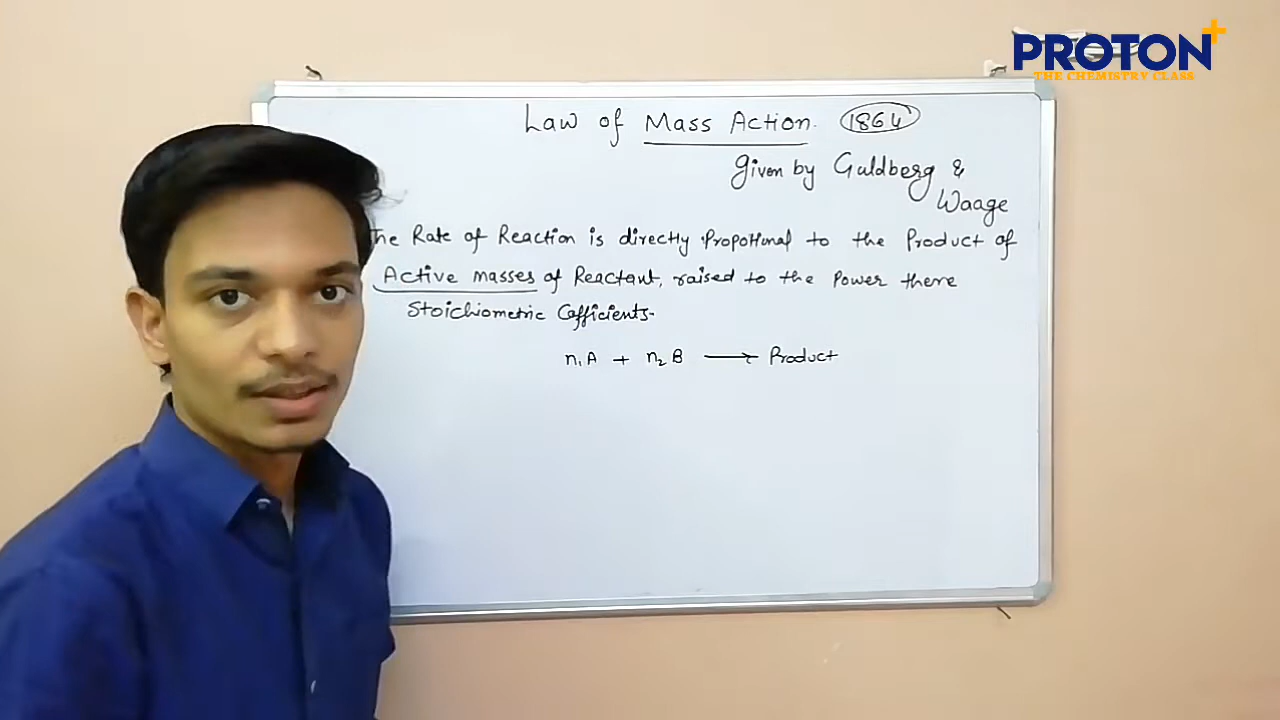 PROTON+
THE CHEMISTRY CLASS
Law of Mass Action. 1864
Given by Guldberg &
Waage
The Rate of Reaction is directly Propotional to the Product of
Active masses of Reactant, raised to the Power there
Stoichiometric Cofficients.
n₁A + n₂B → Product